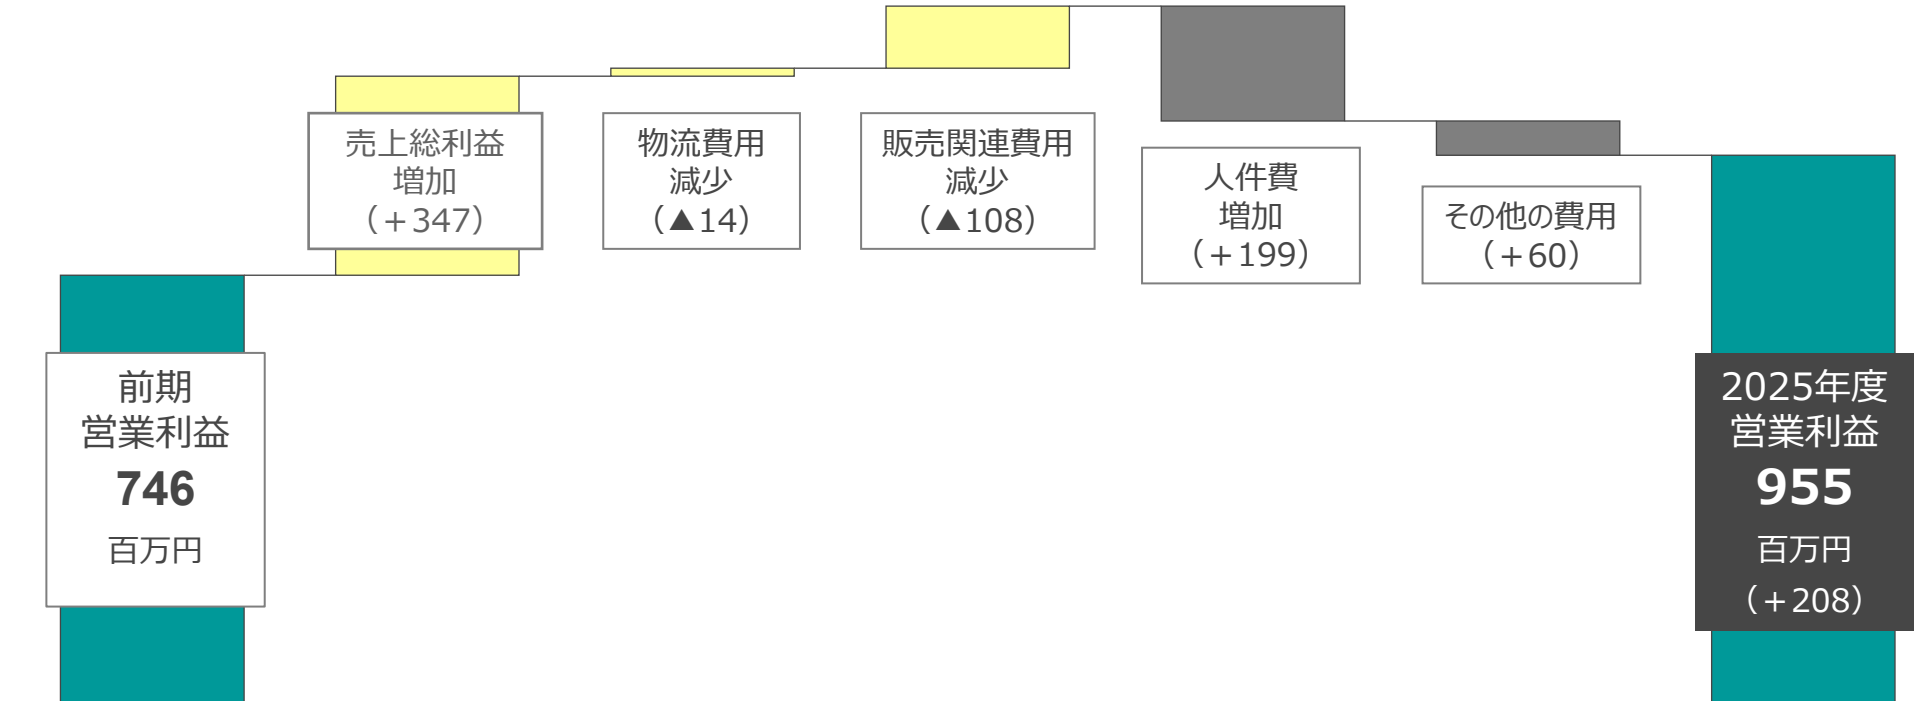 売上総利益
増加
（＋347）
物流費用
減少
（▲14）
販売関連費用
減少
（▲108）
人件費
増加
（＋199）
その他の費用
（＋60）
前期
営業利益
746
百万円
2025年度
営業利益
955
百万円
（＋208）